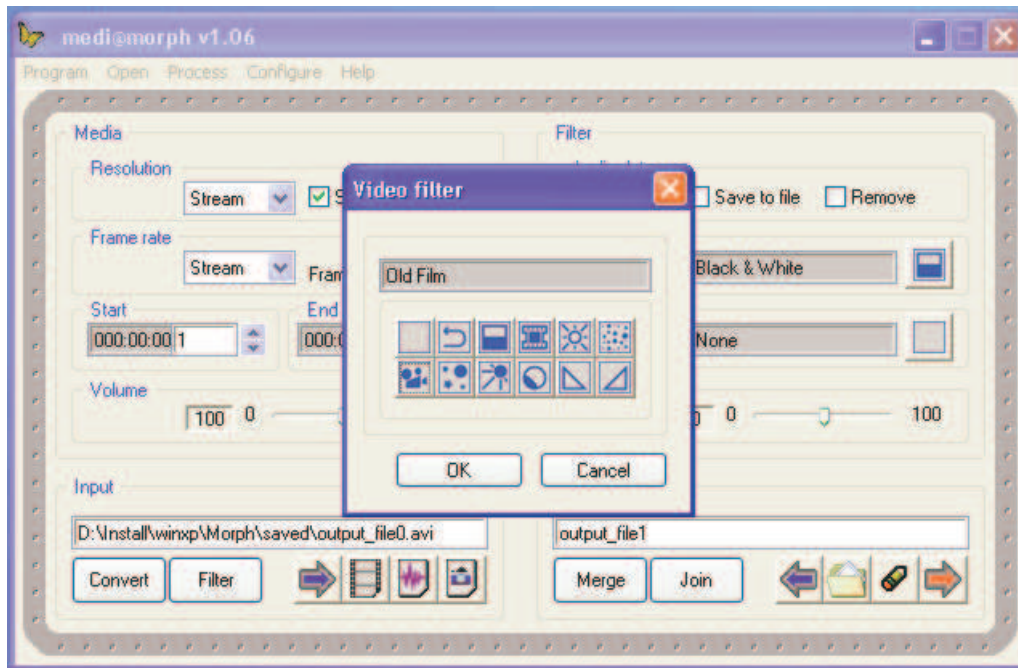 medi@morph v1.06
Program Open Process Configure Help
Media
Filter
Resolution
Stream
Save to file
Remove
Frame rate
Stream
Black & White
Start
End
000:00:00 1
None
Volume
100 0
0 100
Video filter
Old Film
OK
Cancel
Input
D:\Install\winxp\Morph\saved\output_file0.avi
output_file1
Convert
Filter
Merge
Join